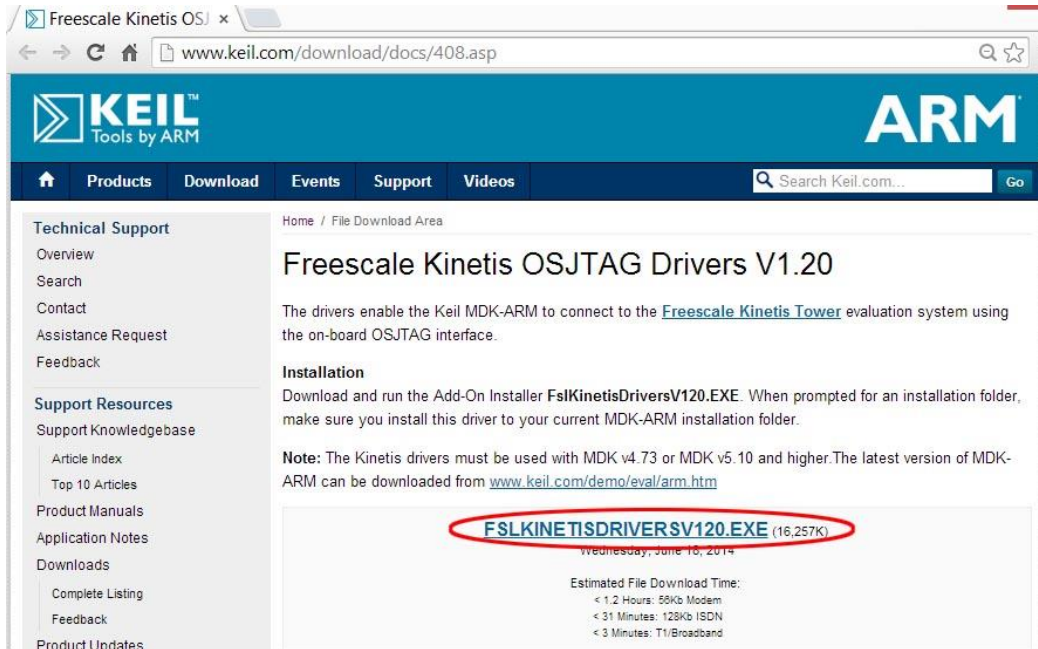 Freescale Kinetis OSJ ×
www.keil.com/download/docs/408.asp
KEIL™
Tools by ARM
ARM
Products Download Events Support Videos
Search Keil.com...
Go
Home / File Download Area
Technical Support
Overview
Search
Contact
Assistance Request
Feedback
Support Resources
Support Knowledgebase
Article Index
Top 10 Articles
Product Manuals
Application Notes
Downloads
Complete Listing
Feedback
Product Updates
Freescale Kinetis OSJTAG Drivers V1.20
The drivers enable the Keil MDK-ARM to connect to the Freescale Kinetis Tower evaluation system using
the on-board OSJTAG interface.
Installation
Download and run the Add-On Installer FslKinetisDriversV120.EXE. When prompted for an installation folder,
make sure you install this driver to your current MDK-ARM installation folder.
Note: The Kinetis drivers must be used with MDK v4.73 or MDK v5.10 and higher.The latest version of MDK-
ARM can be downloaded from www.keil.com/demo/eval/arm.htm
FSLKINETISDRIVERSV120.EXE (16,257K)
Wednesday, June 18, 2014
Estimated File Download Time:
< 1.2 Hours: 56Kb Modem
< 31 Minutes: 128Kb ISDN
< 3 Minutes: T1/Broadband